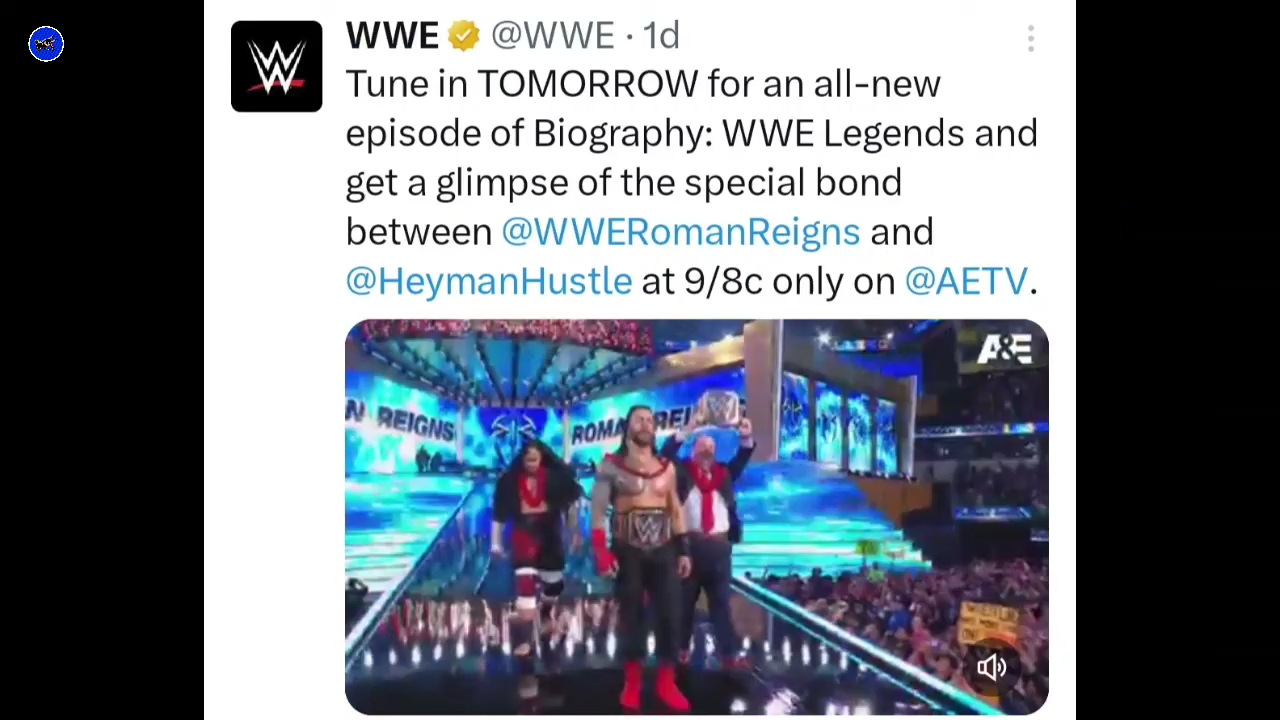 WWE @WWE · 1d
Tune in TOMORROW for an all-new
episode of Biography: WWE Legends and
get a glimpse of the special bond
between @WWERomanReigns and
@HeymanHustle at 9/8c only on @AETV.
A&E
N REIGNS
ROMA REI